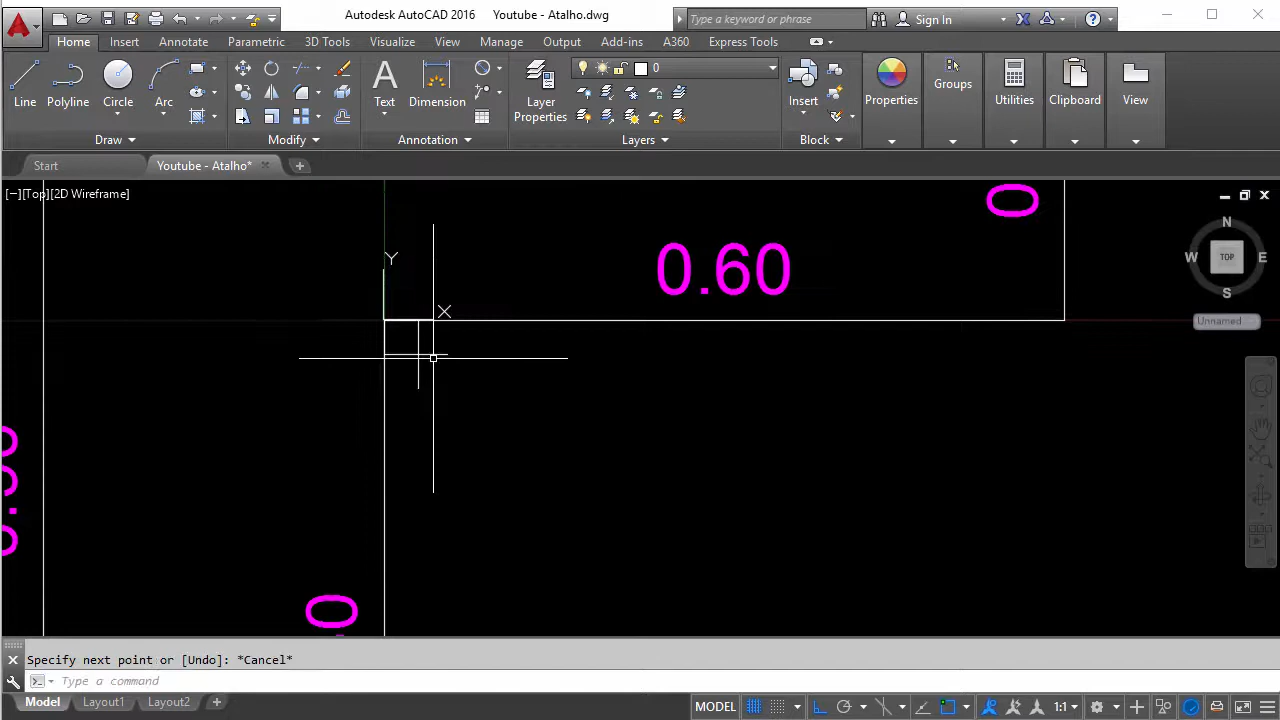 Autodesk AutoCAD 2016 Youtube - Atalho.dwg
Type a keyword or phrase
Sign In
Home Insert Annotate Parametric 3D Tools Visualize View Manage Output Add-ins A360 Express Tools
0
Line Polyline Circle Arc Text Dimension Layer Properties Insert Properties Groups Utilities Clipboard View
Draw Modify Annotation Layers Block
Start Youtube - Atalho*
[−][Top][2D Wireframe]
0
N
W TOP E
S
Unnamed
Y
X
0.60
0
Specify next point or [Undo]: *Cancel*
Type a command
Model Layout1 Layout2
MODEL 1:1